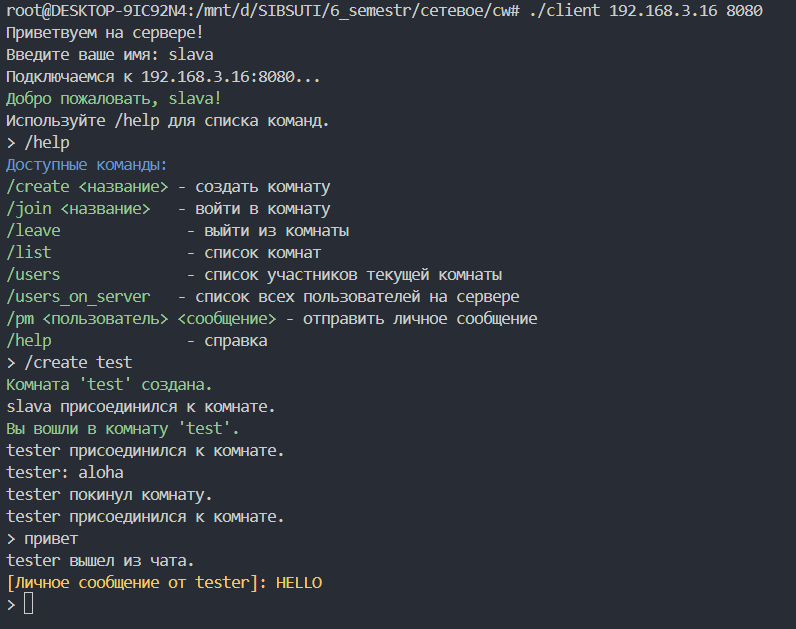 root@DESKTOP-9IC92N4:/mnt/d/SIBSUTI/6_semestr/сетевое/cw# ./client 192.168.3.16 8080
Приветвуем на сервере!
Введите ваше имя: slava
Подключаемся к 192.168.3.16:8080...
Добро пожаловать, slava!
Используйте /help для списка команд.
> /help
Доступные команды:
/create <название> - создать комнату
/join <название>   - войти в комнату
/leave              - выйти из комнаты
/list               - список комнат
/users              - список участников текущей комнаты
/users_on_server   - список всех пользователей на сервере
/pm <пользователь> <сообщение> - отправить личное сообщение
/help               - справка
> /create test
Комната 'test' создана.
slava присоединился к комнате.
Вы вошли в комнату 'test'.
tester присоединился к комнате.
tester: aloha
tester покинул комнату.
tester присоединился к комнате.
> привет
tester вышел из чата.
[Личное сообщение от tester]: HELLO
>